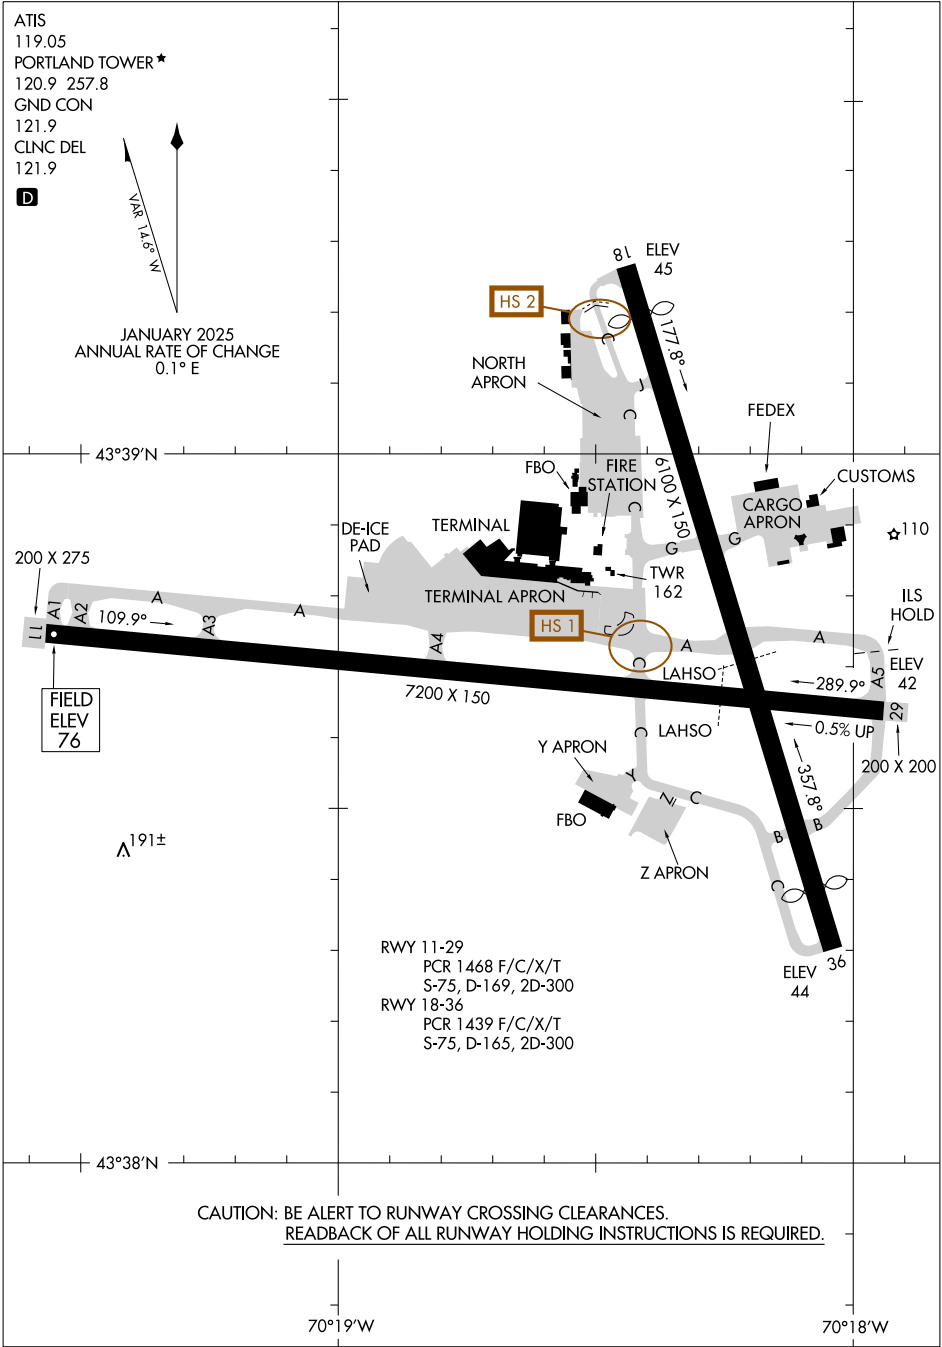 ATIS
119.05
PORTLAND TOWER★
120.9 257.8
GND CON
121.9
CLNC DEL
121.9
D
VAR 14.6° W
JANUARY 2025
ANNUAL RATE OF CHANGE
0.1° E
18
ELEV
45
HS 2
177.8°
C
J
C
NORTH
APRON
FEDEX
43°39'N
FBO
FIRE
STATION
6100 X 150
CUSTOMS
CARGO
APRON
C
DE-ICE
PAD
TERMINAL
G
G
110
200 X 275
TWR
162
TERMINAL APRON
ILS
HOLD
A
A
A1
A2
A3
109.9°
11
HS 1
A4
C
A
A
LAHSO
ELEV
42
A5
289.9°
7200 X 150
29
FIELD
ELEV
76
LAHSO
0.5% UP
C
200 X 200
Y APRON
Y
Z
C
357.8°
FBO
B
B
191±
Z APRON
C
RWY 11-29
PCR 1468 F/C/X/T
S-75, D-169, 2D-300
RWY 18-36
PCR 1439 F/C/X/T
S-75, D-165, 2D-300
ELEV
44
36
43°38'N
CAUTION: BE ALERT TO RUNWAY CROSSING CLEARANCES.
READBACK OF ALL RUNWAY HOLDING INSTRUCTIONS IS REQUIRED.
70°19'W
70°18'W